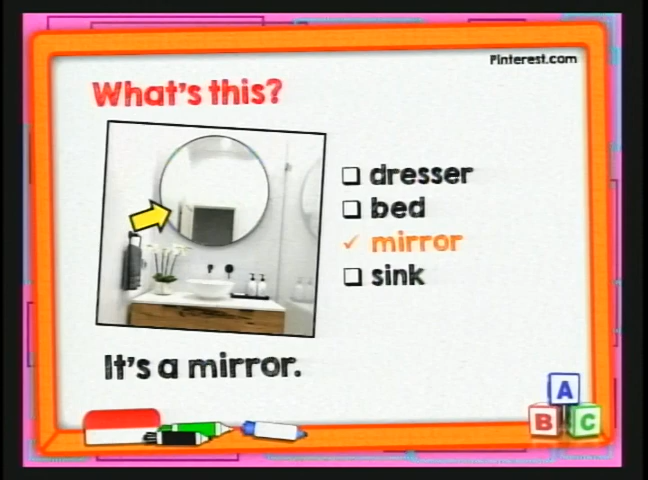 Pinterest.com
What's this?
dresser
bed
mirror
sink
It's a mirror.
A
B C